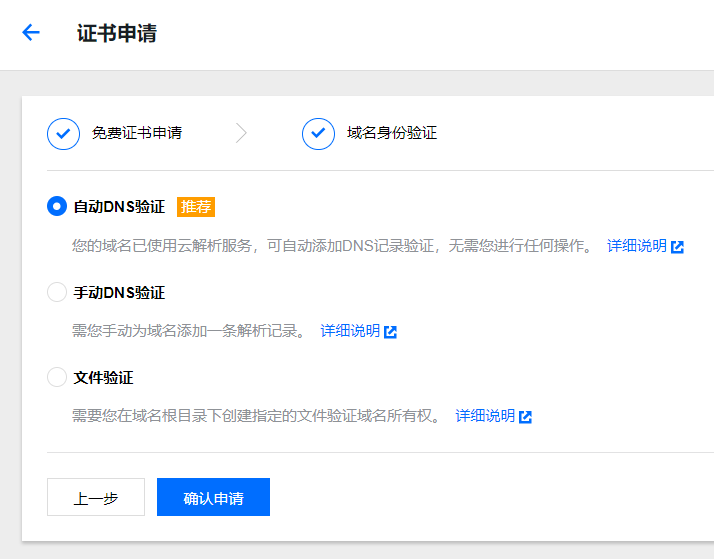 证书申请
免费证书申请
域名身份验证
自动DNS验证 推荐
您的域名已使用云解析服务，可自动添加DNS记录验证，无需您进行任何操作。 详细说明
手动DNS验证
需您手动为域名添加一条解析记录。 详细说明
文件验证
需要您在域名根目录下创建指定的文件验证域名所有权。 详细说明
上一步 确认申请